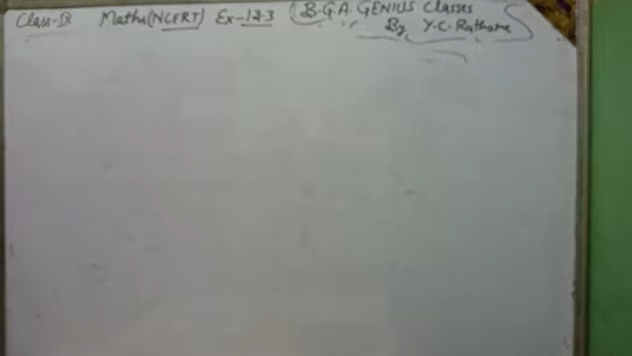 Class-IX Maths(NCERT) Ex-12.3 B.G.A. GENIUS Classes
By Y.C. Rathore